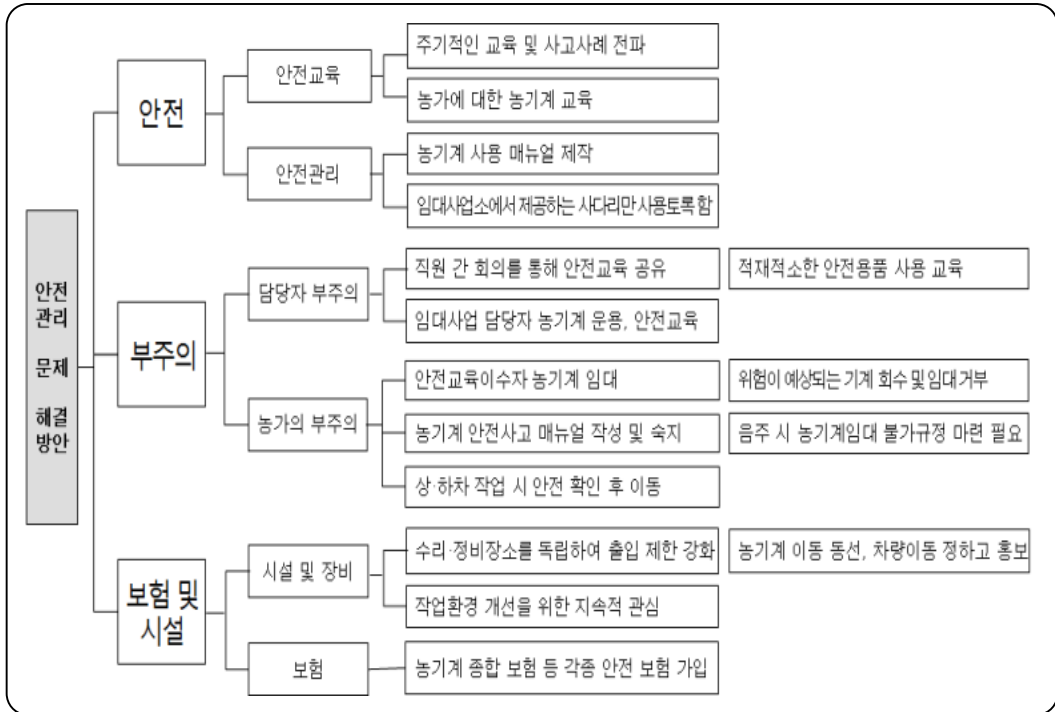 안전
관리
문제
해결
방안
안전
안전교육
주기적인 교육 및 사고사례 전파
농가에 대한 농기계 교육
안전관리
농기계 사용 매뉴얼 제작
임대사업소에서 제공하는 사다리만 사용토록 함
부주의
담당자 부주의
직원 간 회의를 통해 안전교육 공유
적재적소한 안전용품 사용 교육
임대사업 담당자 농기계 운용, 안전교육
농가의 부주의
안전교육이수자 농기계 임대
위험이 예상되는 기계 회수 및 임대 거부
농기계 안전사고 매뉴얼 작성 및 숙지
음주 시 농기계임대 불가규정 마련 필요
상·하차 작업 시 안전 확인 후 이동
보험 및
시설
시설 및 장비
수리·정비장소를 독립하여 출입 제한 강화
농기계 이동 동선, 차량이동 정하고 홍보
작업환경 개선을 위한 지속적 관심
보험
농기계 종합 보험 등 각종 안전 보험 가입